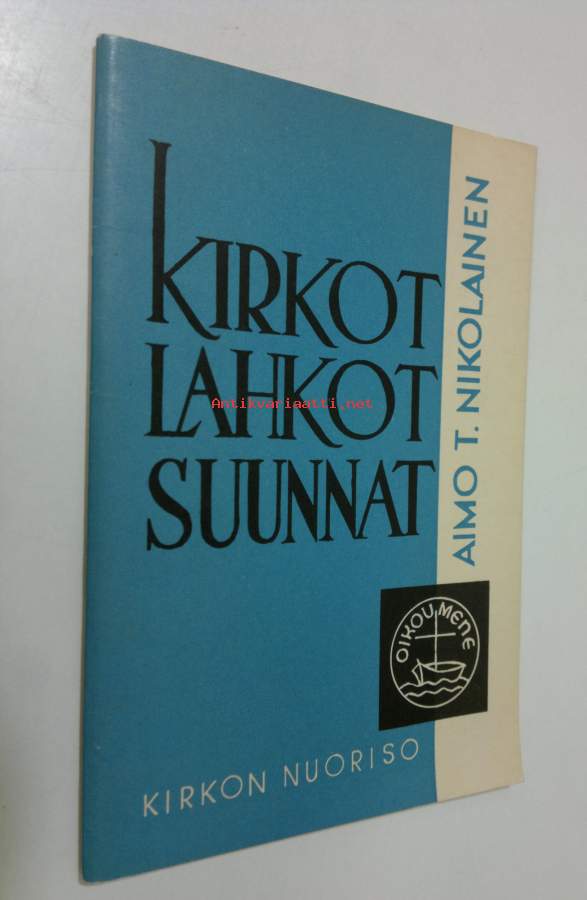 KIRKOT
LAHKOT
SUUNNAT
AIMO T. NIKOLAINEN
OIKOUMENE
KIRKON NUORISO
Antikvariaatti.net